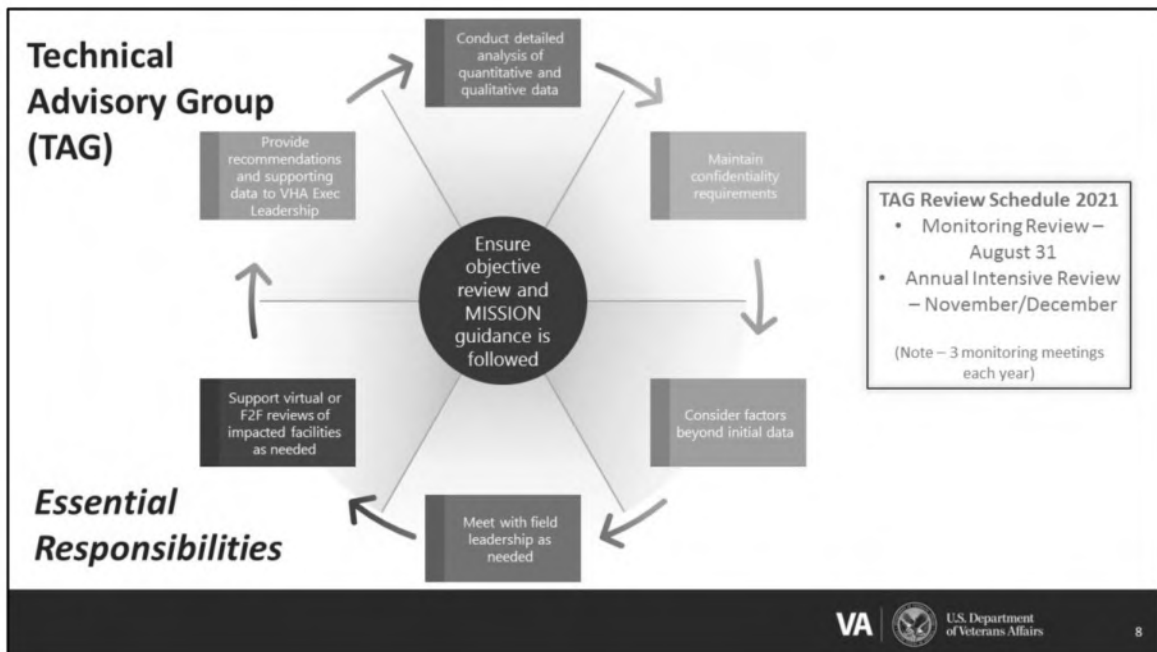 Technical
Advisory Group
(TAG)
Conduct detailed
analysis of
quantitative and
qualitative data
Maintain
confidentiality
requirements
Consider factors
beyond initial data
Meet with field
leadership as
needed
Support virtual or
F2F reviews of
impacted facilities
as needed
Provide
recommendations
and supporting
data to VHA Exec
Leadership
Ensure
objective
review and
MISSION
guidance is
followed
TAG Review Schedule 2021
• Monitoring Review –
August 31
• Annual Intensive Review
– November/December
(Note – 3 monitoring meetings
each year)
Essential
Responsibilities
VA
U.S. Department
of Veterans Affairs
8